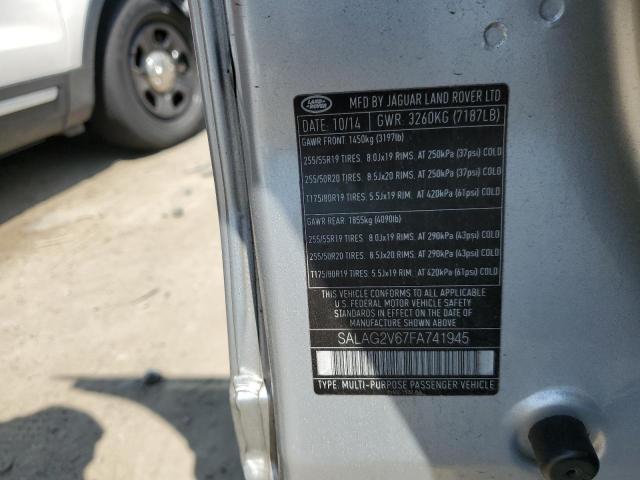 LAND ROVER
MFD BY JAGUAR LAND ROVER LTD
DATE: 10/14 GWR. 3260KG (7187LB)
GAWR FRONT: 1450kg (3197lb)
255/55R19 TIRES. 8.0Jx19 RIMS. AT 250kPa (37psi) COLD
255/50R20 TIRES. 8.5Jx20 RIMS. AT 250kPa (37psi) COLD
T175/80R19 TIRES. 5.5Jx19 RIM. AT 420kPa (61psi) COLD
GAWR REAR: 1855kg (4090lb)
255/55R19 TIRES. 8.0Jx19 RIMS. AT 290kPa (43psi) COLD
255/50R20 TIRES. 8.5Jx20 RIMS. AT 290kPa (43psi) COLD
T175/80R19 TIRES. 5.5Jx19 RIM. AT 420kPa (61psi) COLD
THIS VEHICLE CONFORMS TO ALL APPLICABLE
U.S. FEDERAL MOTOR VEHICLE SAFETY
STANDARDS IN EFFECT ON THE DATE OF
MANUFACTURE SHOWN ABOVE
SALAG2V67FA741945
TYPE: MULTI-PURPOSE PASSENGER VEHICLE